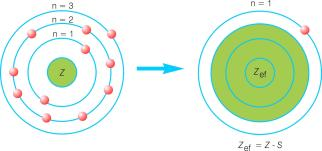 n = 3
n = 2
n = 1
Z
n = 1
Zef
Zef = Z - S